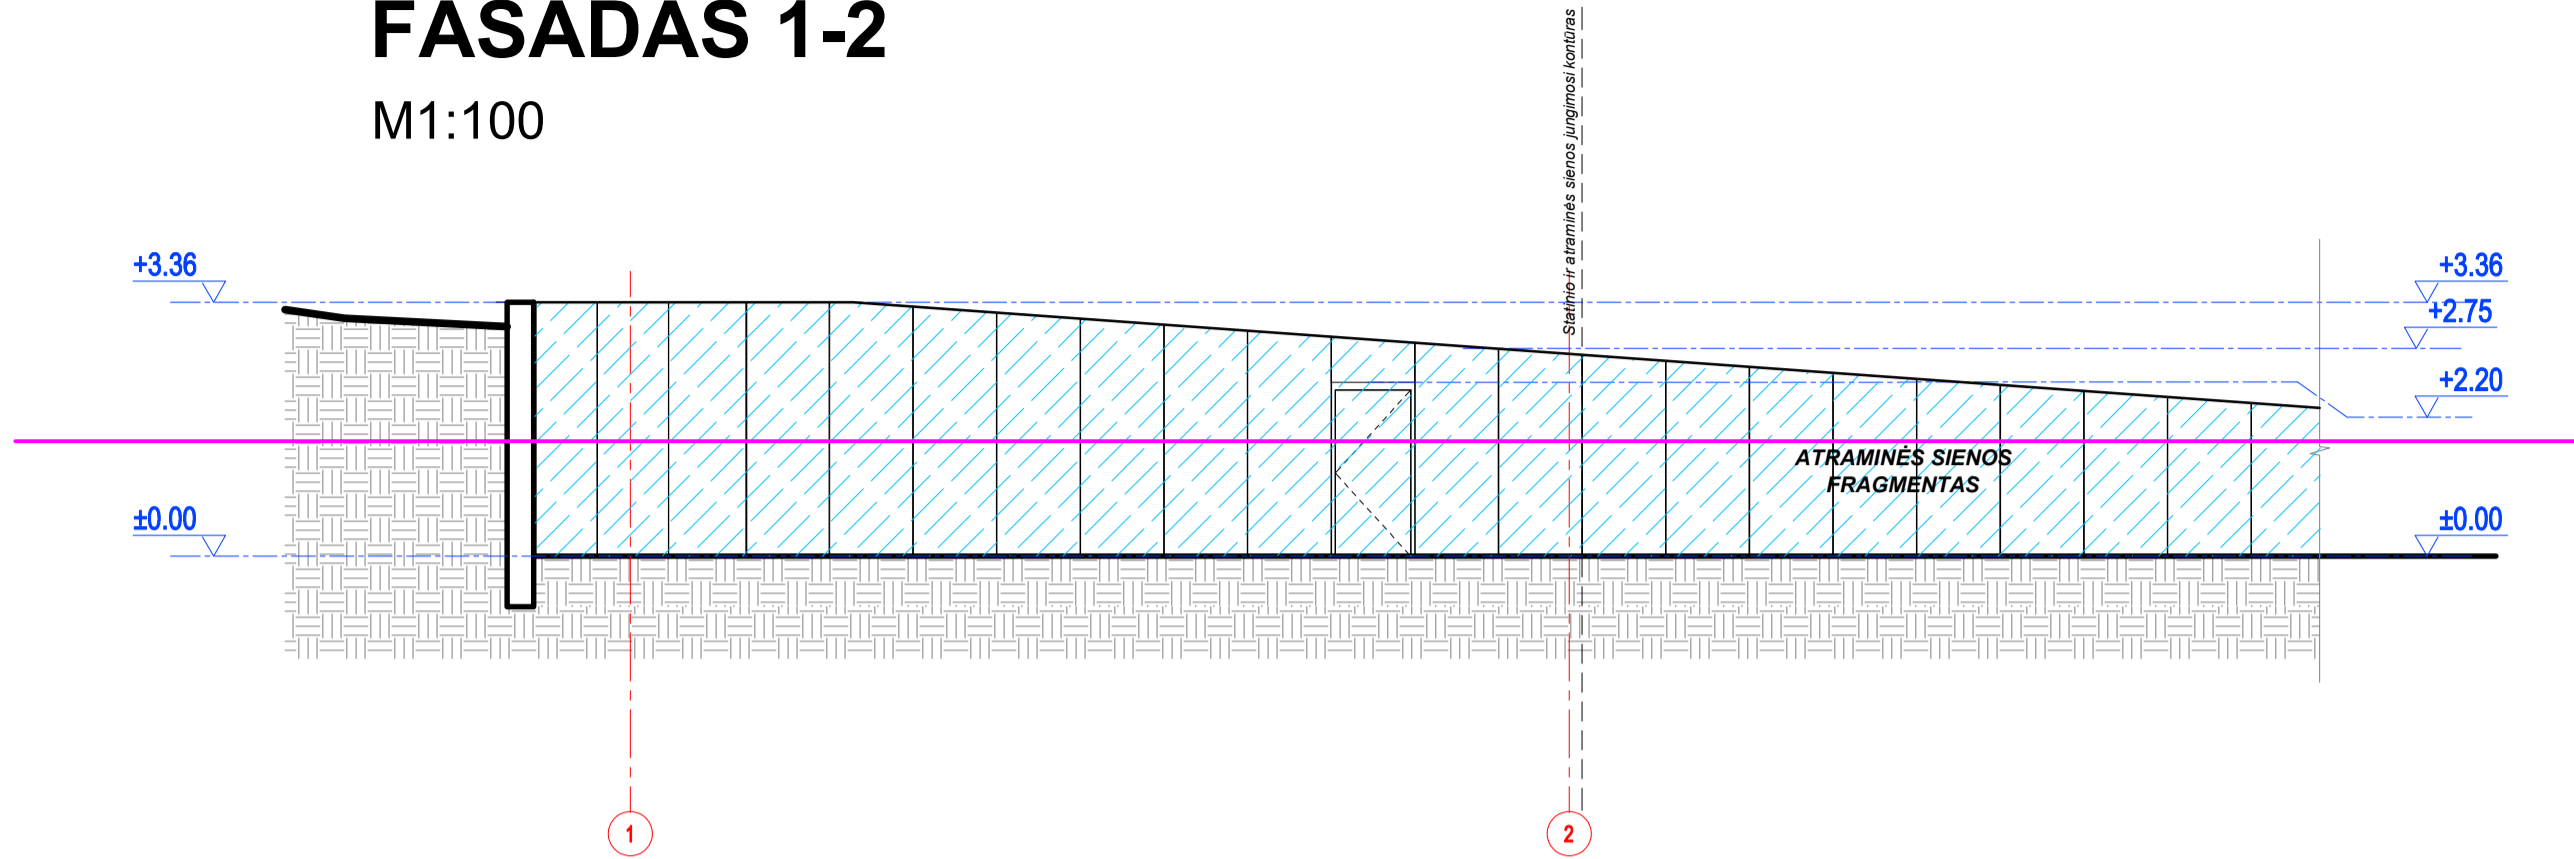 FASADAS 1-2
M1:100
Statinio ir atraminės sienos jungimosi kontūras
+3.36
+3.36
+2.75
+2.20
ATRAMINĖS SIENOS
FRAGMENTAS
±0.00
±0.00
1
2